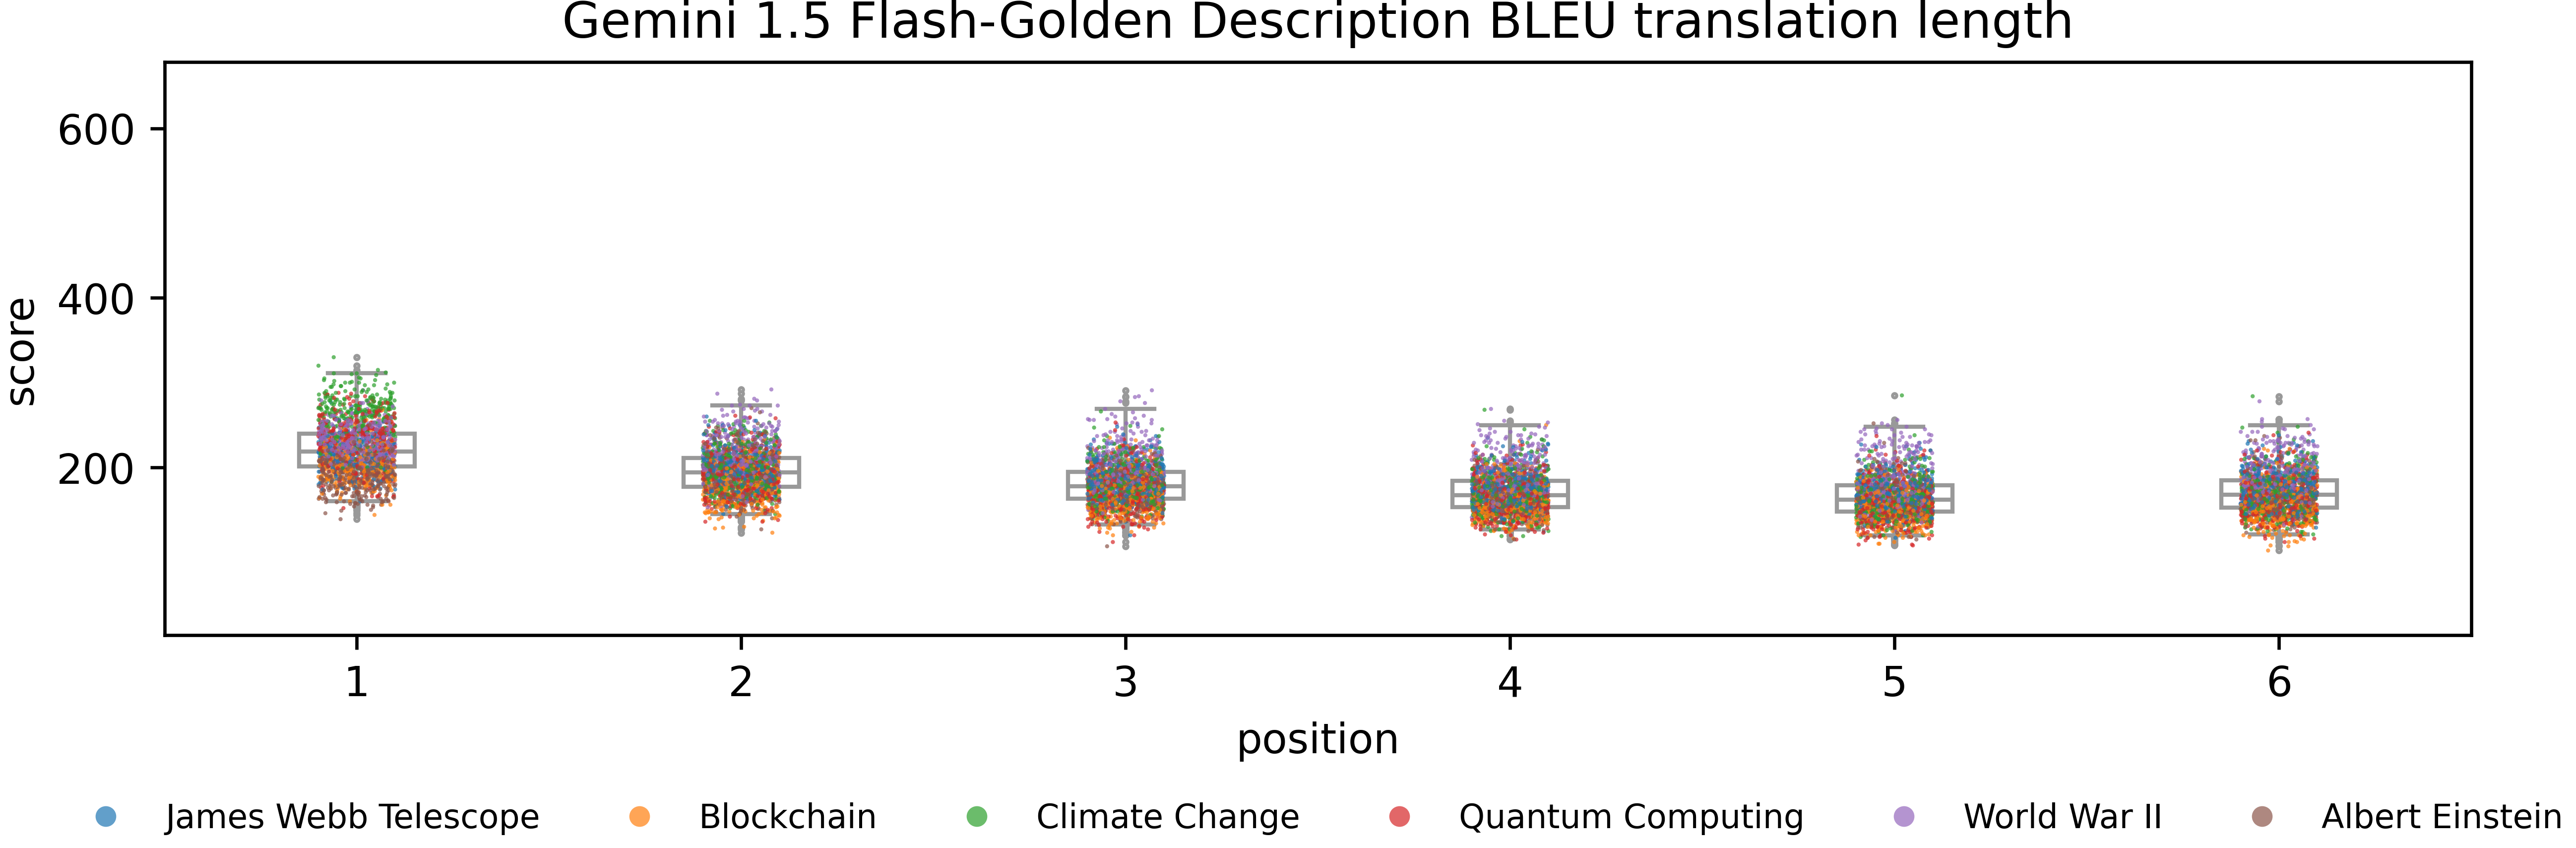 Gemini 1.5 Flash-Golden Description BLEU translation length
600
400
200
score
1 2 3 4 5 6
position
James Webb Telescope Blockchain Climate Change Quantum Computing World War II Albert Einstein